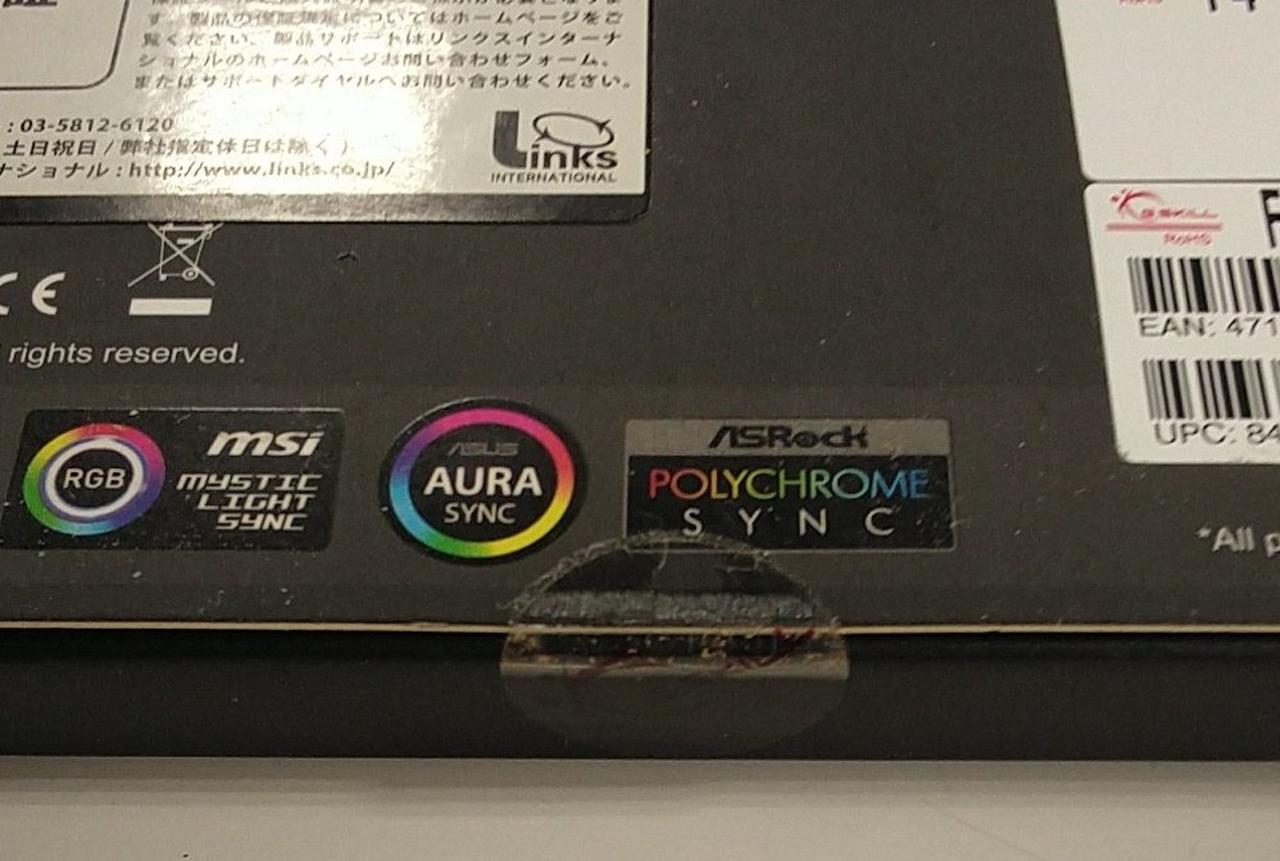 す。製品の保証規定についてはホームページをご
覧ください。製品サポートはリンクスインターナ
ショナルのホームページお問い合わせフォーム、
またはサポートダイヤルへお問い合わせください。
: 03-5812-6120
土日祝日 / 弊社指定休日は除く )
ナショナル : http://www.links.co.jp/
Links
INTERNATIONAL
G.SKILL
RoHS
EAN: 471
UPC: 84
CE
rights reserved.
RGB
msi
MYSTIC
LIGHT
SYNC
ASUS
AURA
SYNC
ASRock
POLYCHROME
SYNC
*All p